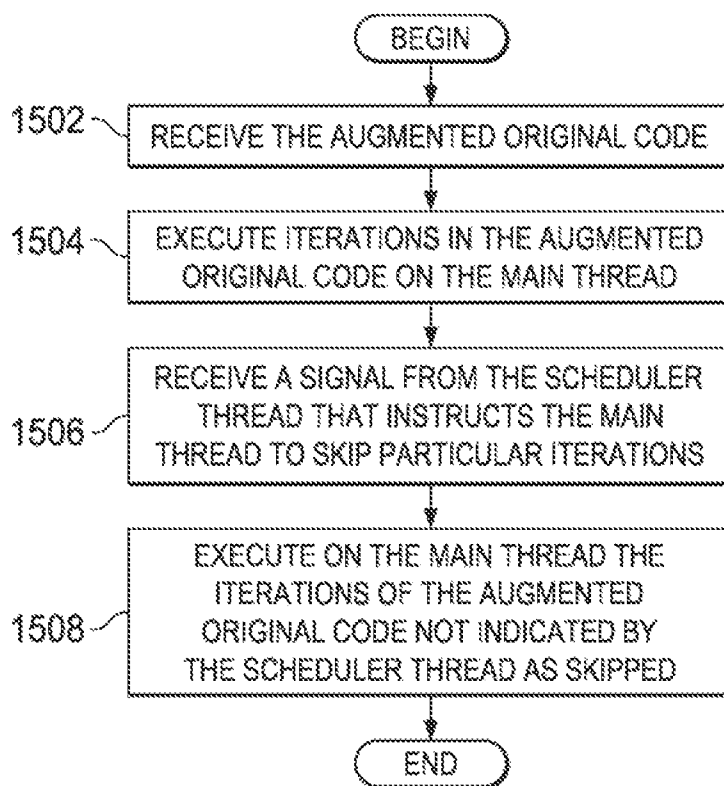 BEGIN
1502
RECEIVE THE AUGMENTED ORIGINAL CODE
1504
EXECUTE ITERATIONS IN THE AUGMENTED
ORIGINAL CODE ON THE MAIN THREAD
1506
RECEIVE A SIGNAL FROM THE SCHEDULER
THREAD THAT INSTRUCTS THE MAIN
THREAD TO SKIP PARTICULAR ITERATIONS
1508
EXECUTE ON THE MAIN THREAD THE
ITERATIONS OF THE AUGMENTED
ORIGINAL CODE NOT INDICATED BY
THE SCHEDULER THREAD AS SKIPPED
END